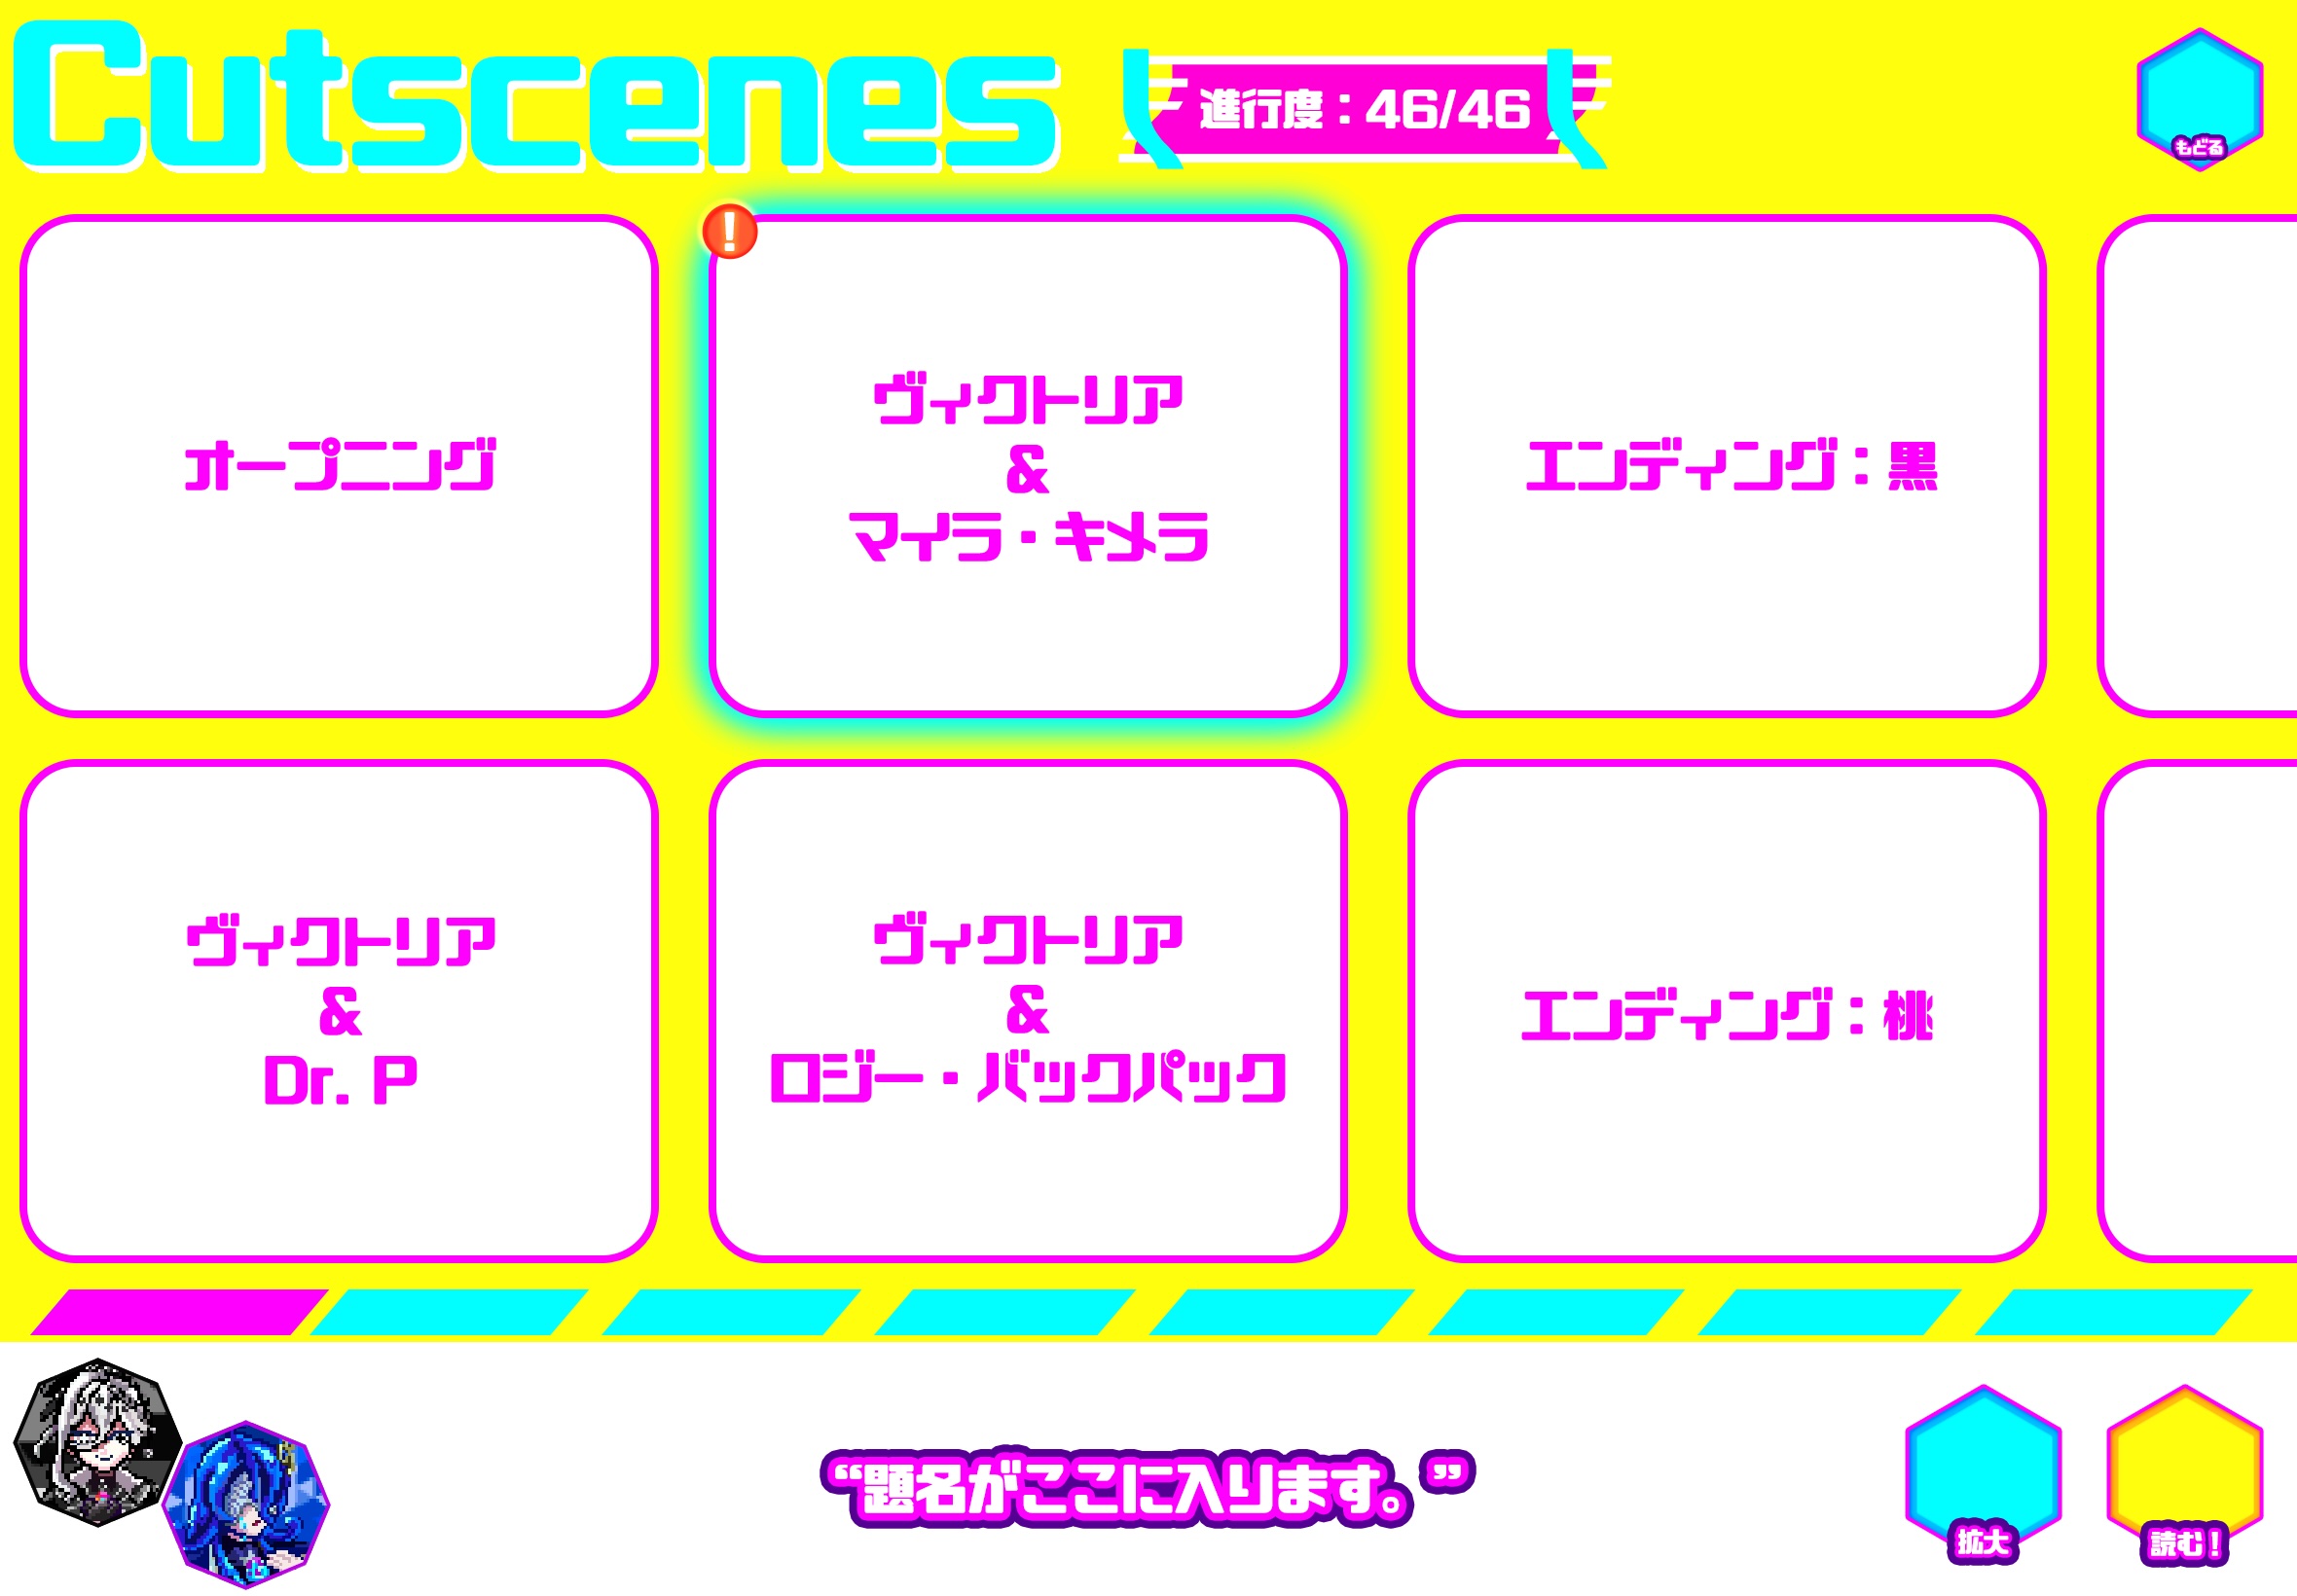 Cutscenes
進行度：46/46
もどる
!
オープニング
ヴィクトリア
&
マイラ・キメラ
エンディング：黒
ヴィクトリア
&
Dr. P
ヴィクトリア
&
ロジー・バックパック
エンディング：桃
“題名がここに入ります。”
拡大
読む！